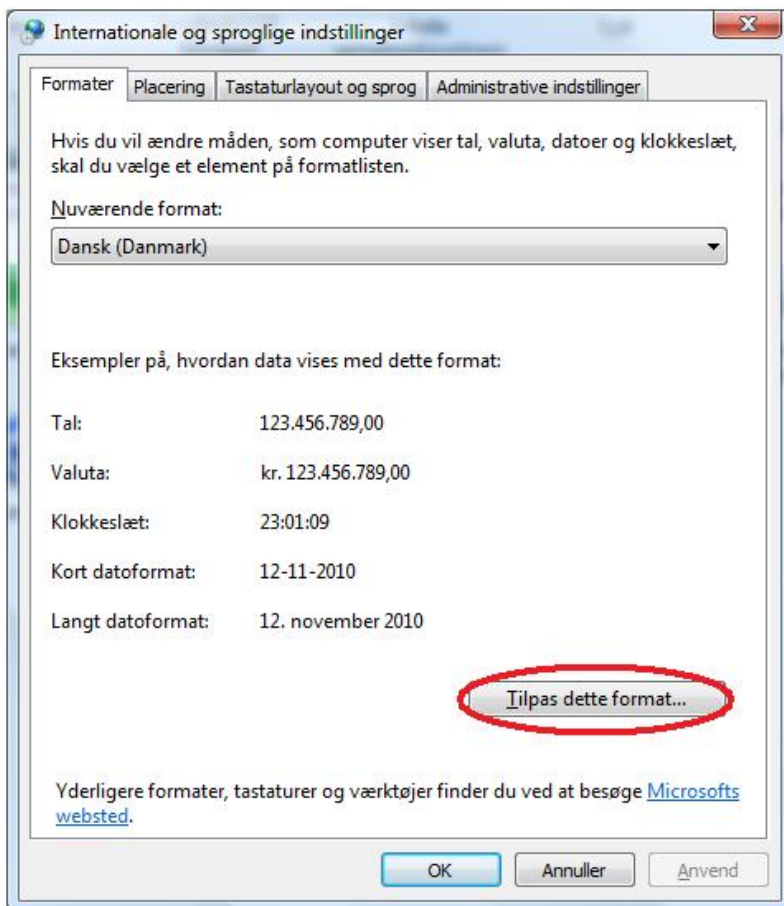 Internationale og sproglige indstillinger
Formater
Placering
Tastaturlayout og sprog
Administrative indstillinger
Hvis du vil ændre måden, som computer viser tal, valuta, datoer og klokkeslæt,
skal du vælge et element på formatlisten.
Nuværende format:
Dansk (Danmark)
Eksempler på, hvordan data vises med dette format:
Tal: 123.456.789,00
Valuta: kr. 123.456.789,00
Klokkeslæt: 23:01:09
Kort datoformat: 12-11-2010
Langt datoformat: 12. november 2010
Tilpas dette format...
Yderligere formater, tastaturer og værktøjer finder du ved at besøge Microsofts
websted.
OK
Annuller
Anvend